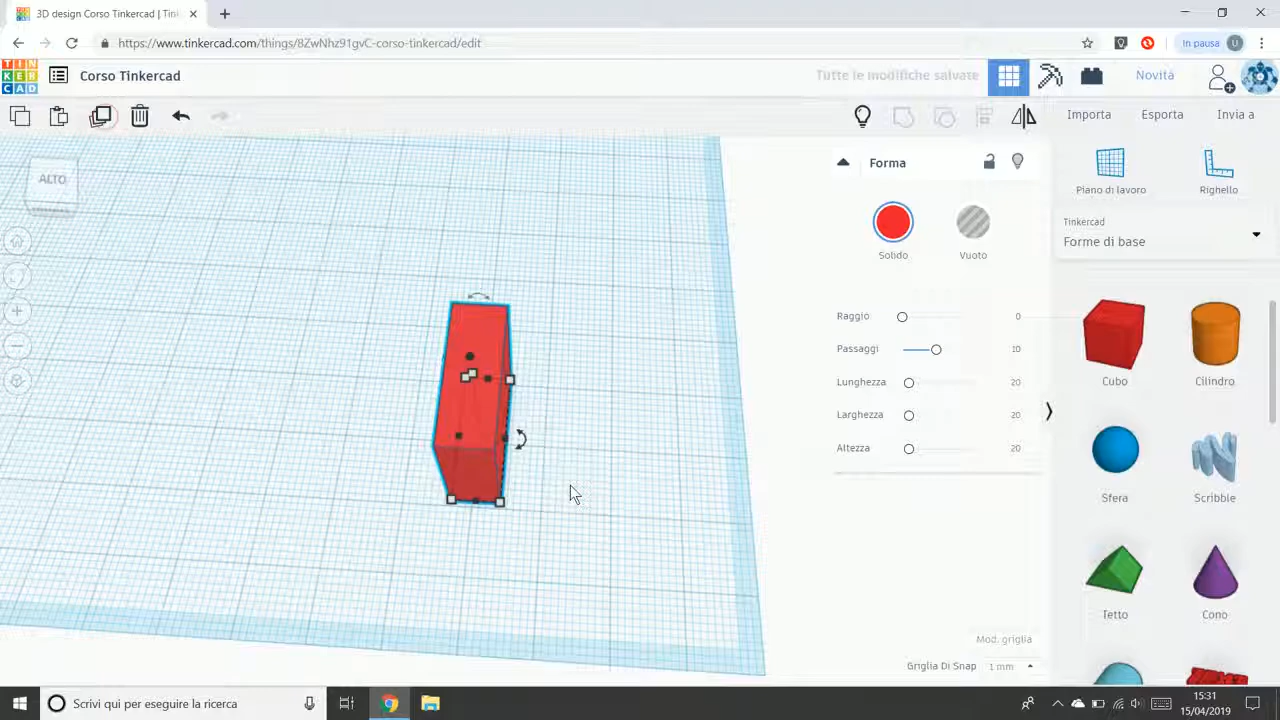 3D design Corso Tinkercad | Tin
https://www.tinkercad.com/things/8ZwNhz91gvC-corso-tinkercad/edit
In pausa
U
TIN
KER
CAD
Corso Tinkercad
Tutte le modifiche salvate
Novità
Importa
Esporta
Invia a
ALTO
Forma
Solido
Vuoto
Raggio 0
Passaggi 10
Lunghezza 20
Larghezza 20
Altezza 20
Piano di lavoro
Righello
Tinkercad
Forme di base
Cubo
Cilindro
Sfera
Scribble
Tetto
Cono
Mod. griglia
Griglia Di Snap 1 mm
Scrivi qui per eseguire la ricerca
15:31
15/04/2019